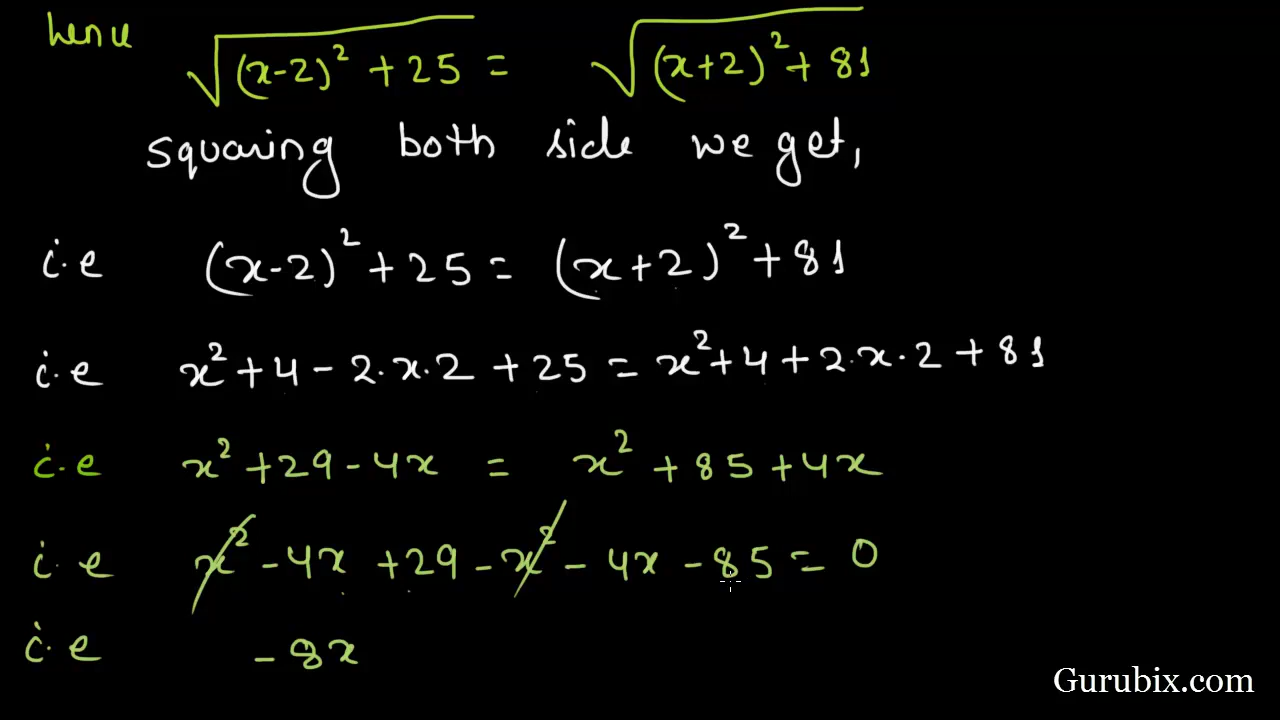 hence √((x-2)² + 25) = √((x+2)² + 81)
squaring both side we get,
i.e (x-2)² + 25 = (x+2)² + 81
i.e x² + 4 - 2·x·2 + 25 = x² + 4 + 2·x·2 + 81
i.e x² + 29 - 4x = x² + 85 + 4x
i.e x² - 4x + 29 - x² - 4x - 85 = 0
i.e - 8x
Gurubix.com